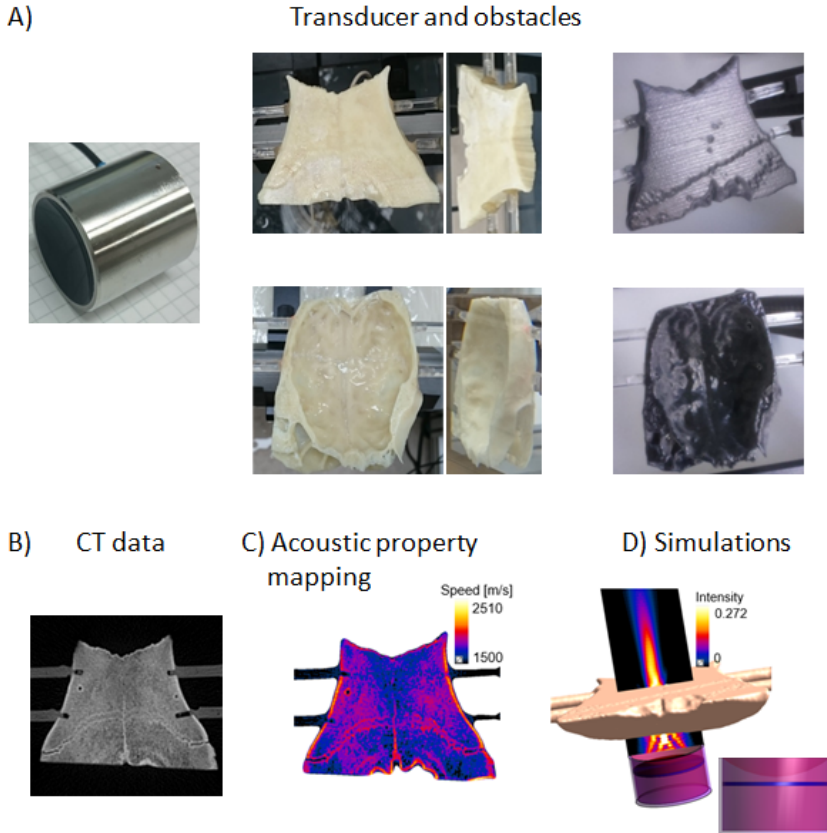 A)
Transducer and obstacles
B)
CT data
C) Acoustic property
mapping
Speed [m/s]
2510
1500
D) Simulations
Intensity
0.272
0